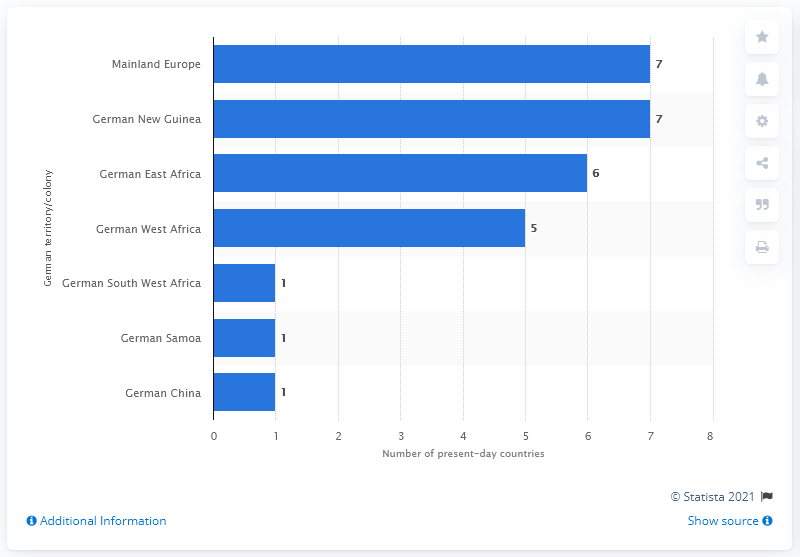 German territory/colony
Mainland Europe 7
German New Guinea 7
German East Africa 6
German West Africa 5
German South West Africa 1
German Samoa 1
German China 1
0 1 2 3 4 5 6 7 8
Number of present-day countries
© Statista 2021
Additional Information Show source